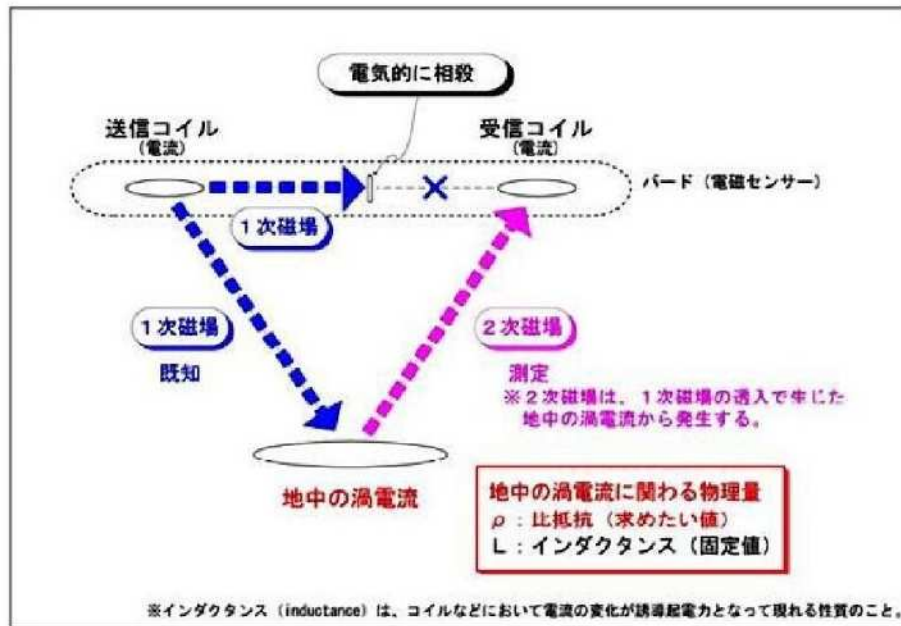 電気的に相殺
送信コイル
(電流)
受信コイル
(電流)
バード（電磁センサー）
１次磁場
１次磁場
２次磁場
既知
測定
※２次磁場は、１次磁場の透入で生じた
地中の渦電流から発生する。
地中の渦電流
地中の渦電流に関わる物理量
ρ：比抵抗（求めたい値）
Ｌ：インダクタンス（固定値）
※インダクタンス（inductance）は、コイルなどにおいて電流の変化が誘導起電力となって現れる性質のこと。